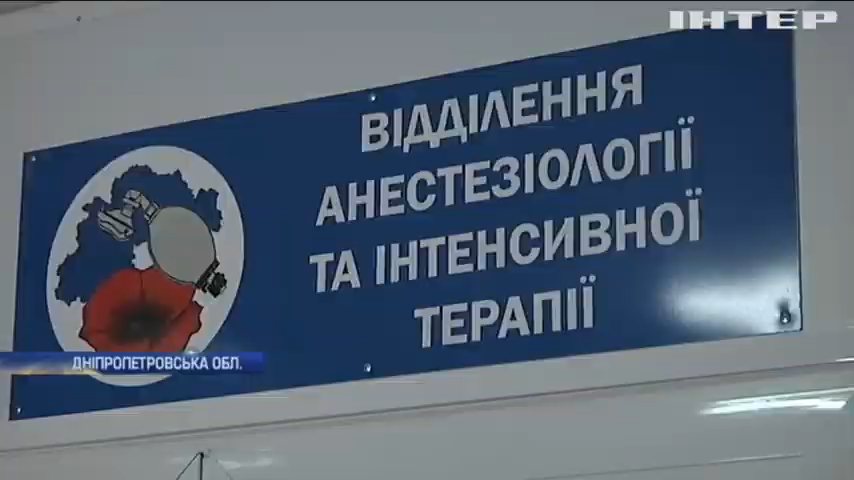 ІНТЕР
ВІДДІЛЕННЯ
АНЕСТЕЗІОЛОГІЇ
ТА ІНТЕНСИВНОЇ
ТЕРАПІЇ
ДНІПРОПЕТРОВСЬКА ОБЛ.